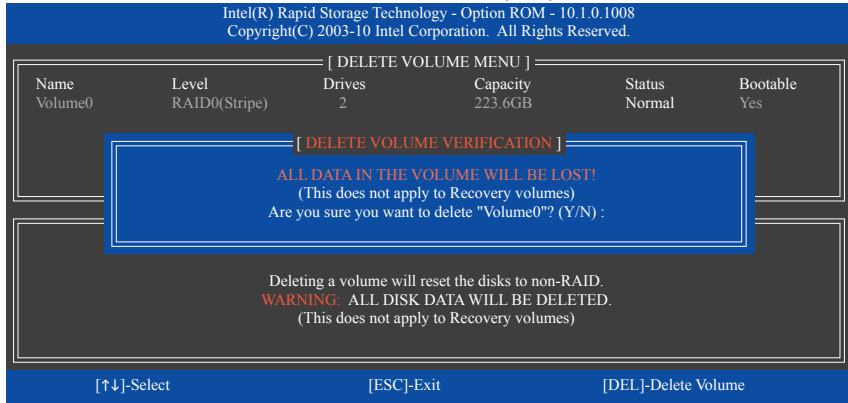 Intel(R) Rapid Storage Technology - Option ROM - 10.1.0.1008
Copyright(C) 2003-10 Intel Corporation. All Rights Reserved.
[ DELETE VOLUME MENU ]
Name Level Drives Capacity Status Bootable
Volume0 RAID0(Stripe) 2 223.6GB Normal Yes
[ DELETE VOLUME VERIFICATION ]
ALL DATA IN THE VOLUME WILL BE LOST!
(This does not apply to Recovery volumes)
Are you sure you want to delete "Volume0"? (Y/N) :
Deleting a volume will reset the disks to non-RAID.
WARNING: ALL DISK DATA WILL BE DELETED.
(This does not apply to Recovery volumes)
[↑↓]-Select [ESC]-Exit [DEL]-Delete Volume